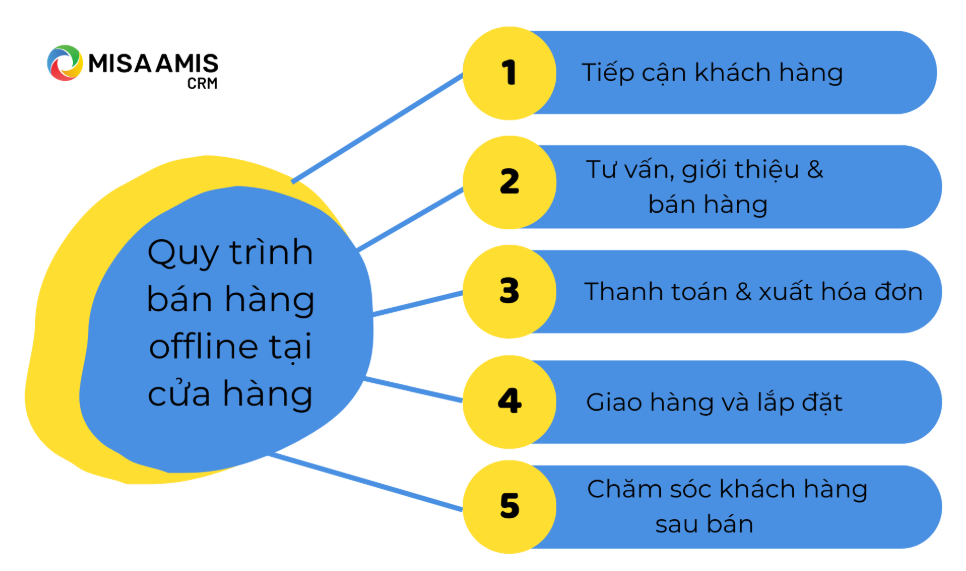 MISA AMIS
CRM
Quy trình
bán hàng
offline tại
cửa hàng
1
Tiếp cận khách hàng
2
Tư vấn, giới thiệu &
bán hàng
3
Thanh toán & xuất hóa đơn
4
Giao hàng và lắp đặt
5
Chăm sóc khách hàng
sau bán